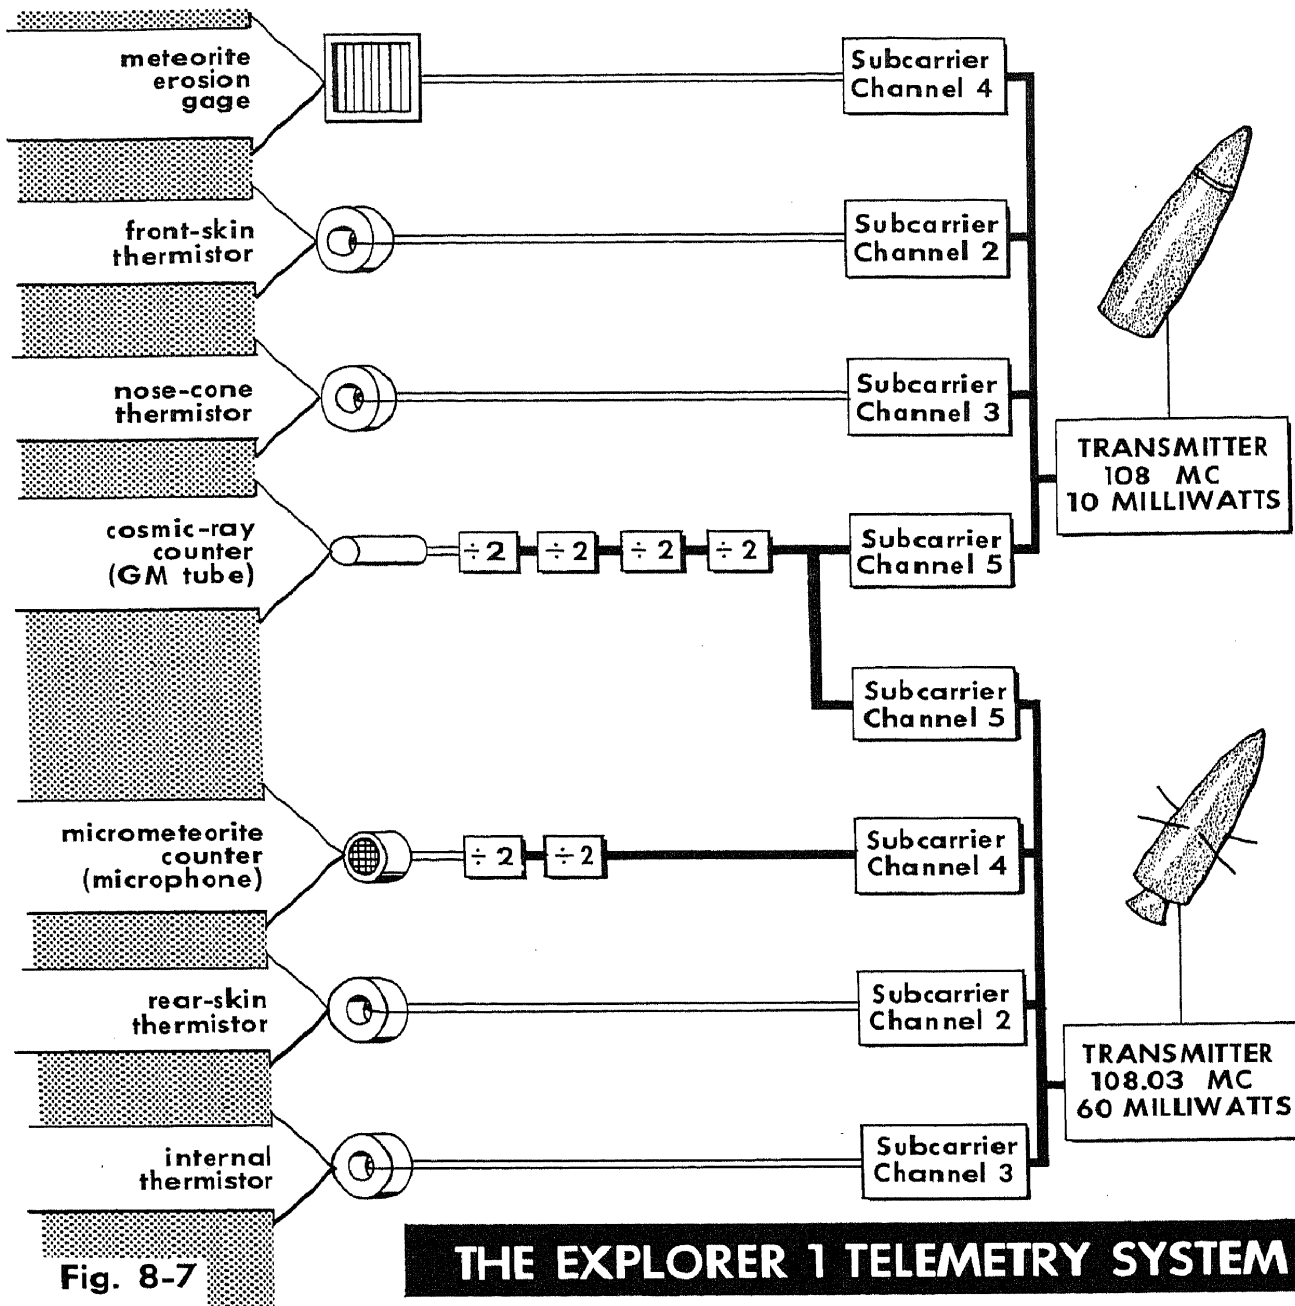 meteorite
erosion
gage
Subcarrier
Channel 4
front-skin
thermistor
Subcarrier
Channel 2
nose-cone
thermistor
Subcarrier
Channel 3
TRANSMITTER
108 MC
10 MILLIWATTS
cosmic-ray
counter
(GM tube)
÷ 2
÷ 2
÷ 2
÷ 2
Subcarrier
Channel 5
Subcarrier
Channel 5
micrometeorite
counter
(microphone)
÷ 2
÷ 2
Subcarrier
Channel 4
rear-skin
thermistor
Subcarrier
Channel 2
TRANSMITTER
108.03 MC
60 MILLIWATTS
internal
thermistor
Subcarrier
Channel 3
Fig. 8-7
THE EXPLORER 1 TELEMETRY SYSTEM